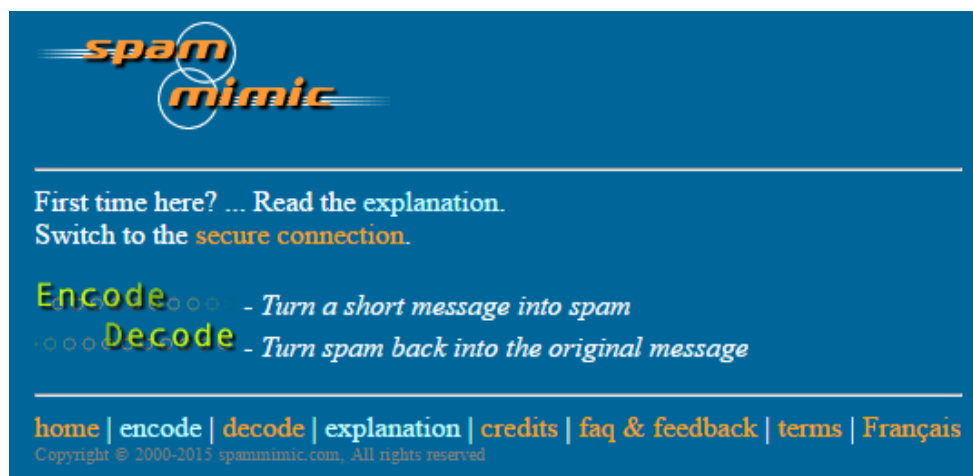 spam
mimic
First time here? ... Read the explanation.
Switch to the secure connection.
Encode - Turn a short message into spam
Decode - Turn spam back into the original message
home | encode | decode | explanation | credits | faq & feedback | terms | Français
Copyright © 2000-2015 spammimic.com, All rights reserved